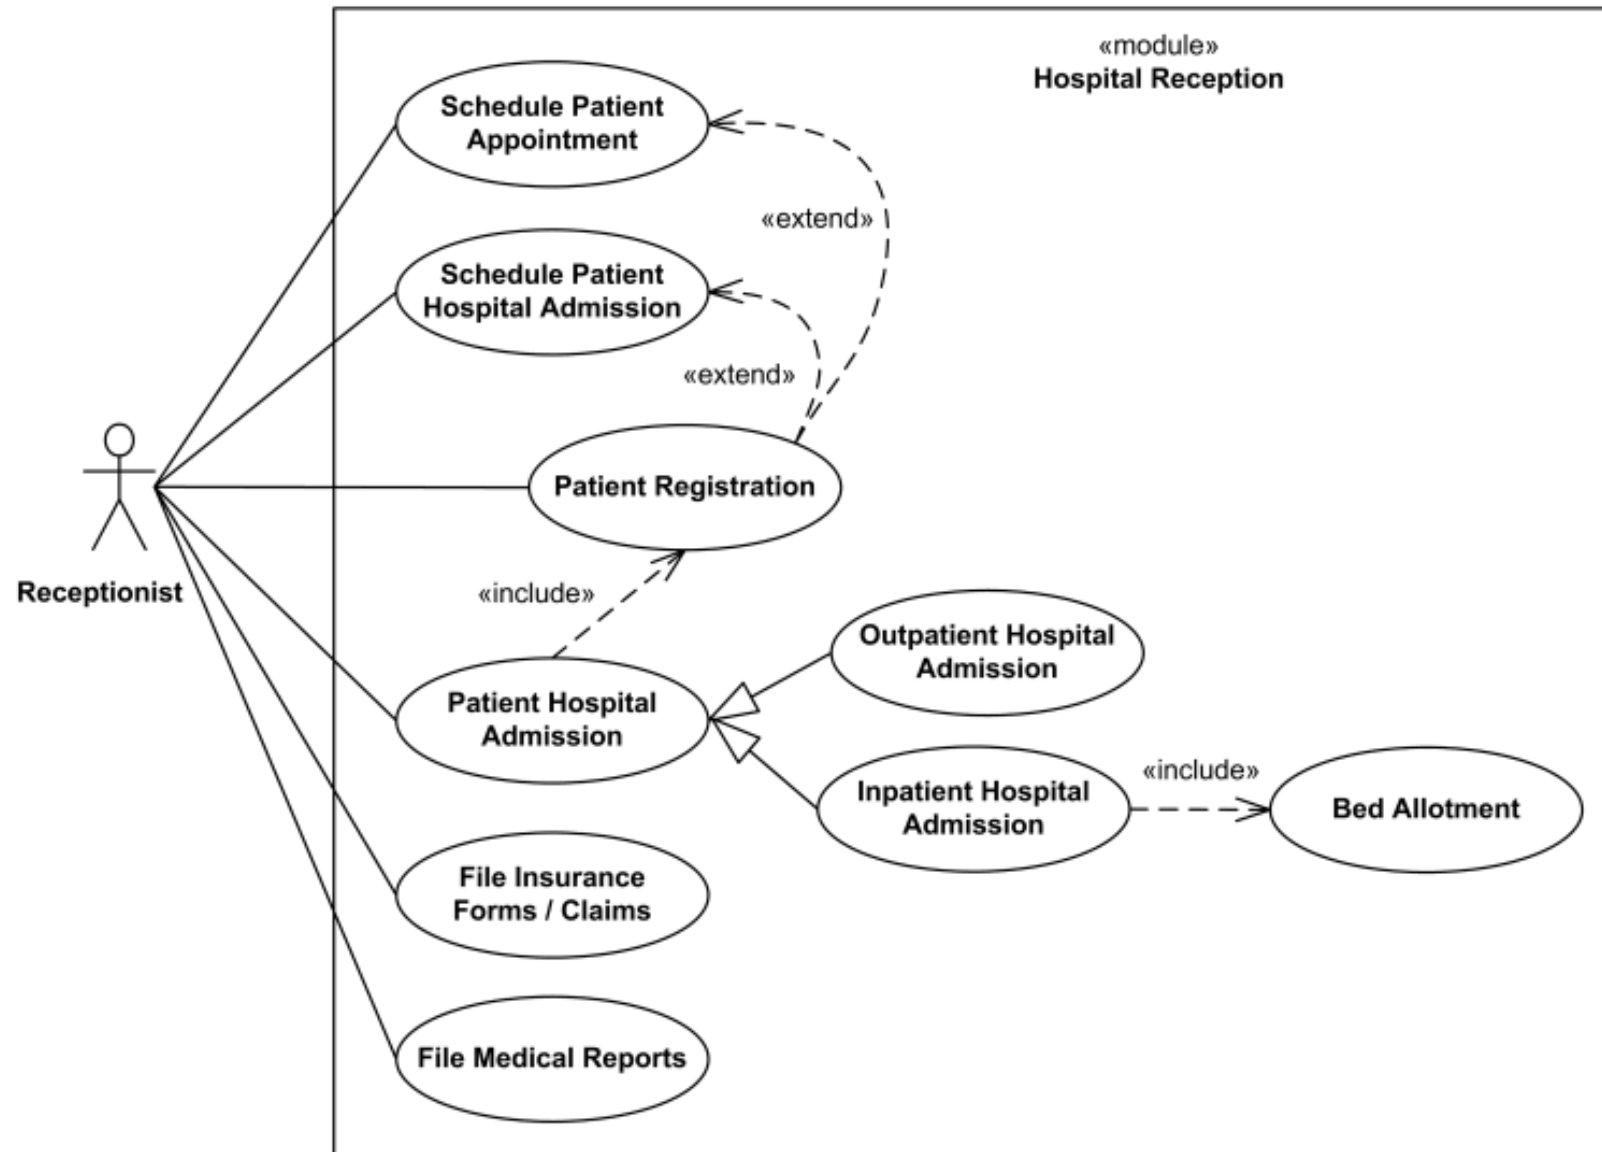 «module»
Hospital Reception
Schedule Patient
Appointment
«extend»
Schedule Patient
Hospital Admission
«extend»
Patient Registration
Receptionist
«include»
Outpatient Hospital
Admission
Patient Hospital
Admission
«include»
Inpatient Hospital
Admission
Bed Allotment
File Insurance
Forms / Claims
File Medical Reports